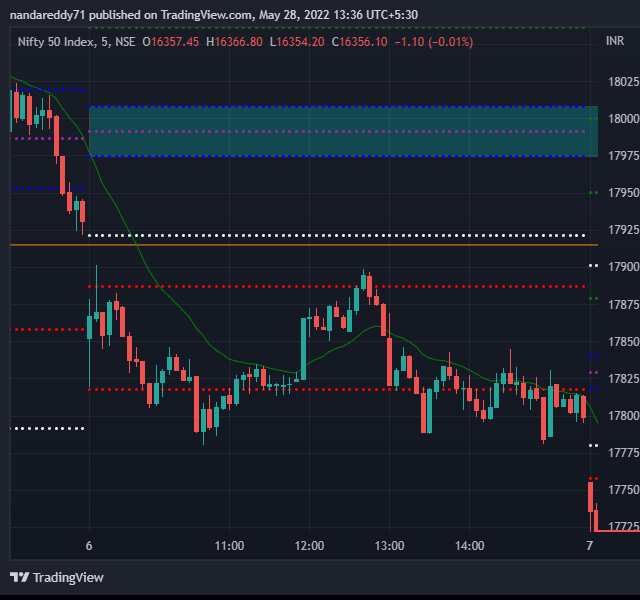 nandareddy71 published on TradingView.com, May 28, 2022 13:36 UTC+5:30
Nifty 50 Index, 5, NSE O16357.45 H16366.80 L16354.20 C16356.10 −1.10 (−0.01%)
INR
18025
18000
17975
17950
17925
17900
17875
17850
17825
17800
17775
17750
17725
6 11:00 12:00 13:00 14:00 7
TradingView